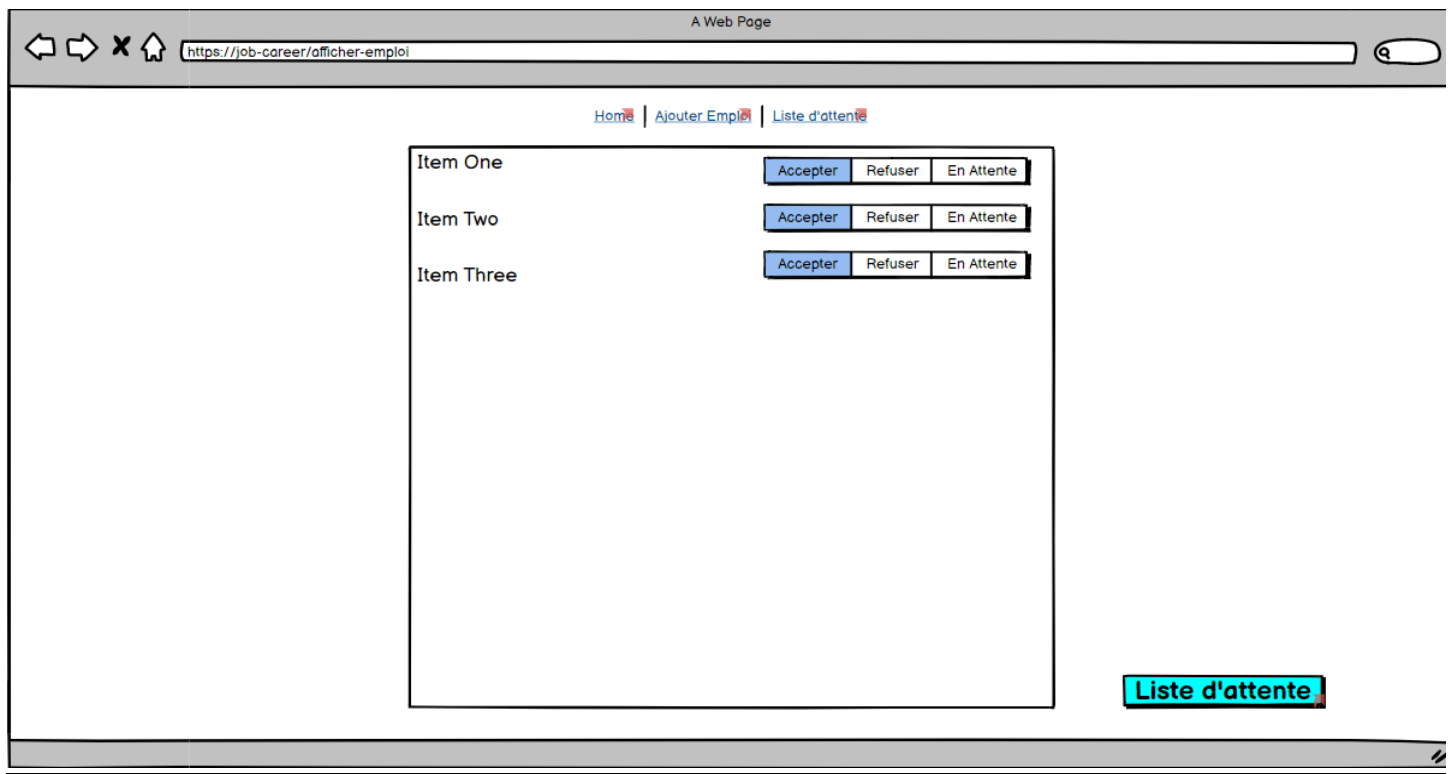 A Web Page
https://job-career/afficher-emploi
Home Ajouter Emploi Liste d'attente
Item One Accepter Refuser En Attente
Item Two Accepter Refuser En Attente
Item Three Accepter Refuser En Attente
Liste d'attente